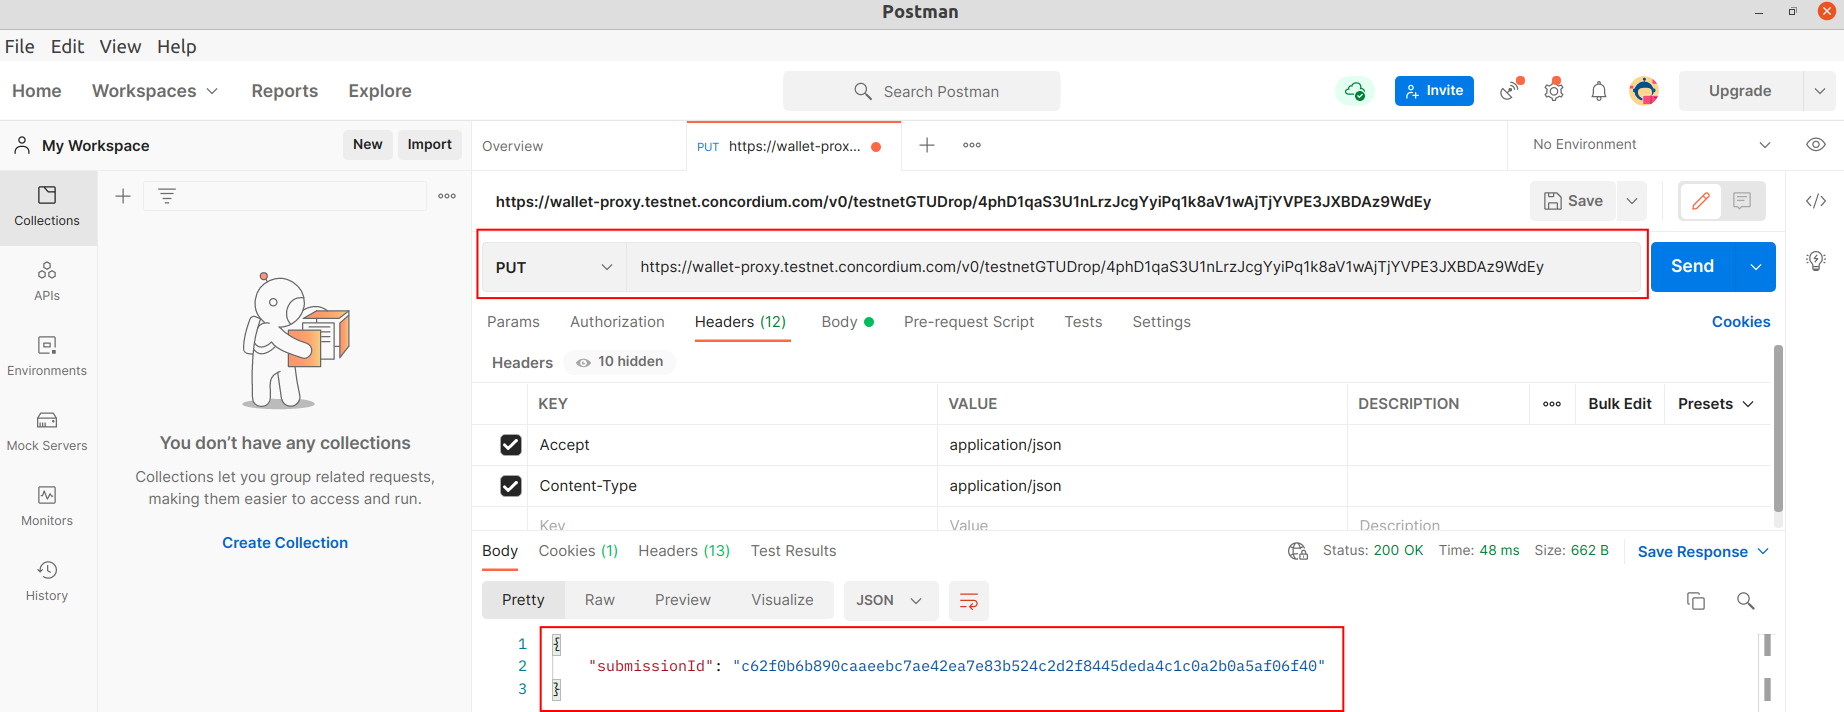 Postman
File Edit View Help
Home Workspaces Reports Explore Search Postman Invite Upgrade
My Workspace New Import
Overview PUT https://wallet-prox... No Environment
Collections
APIs
Environments
Mock Servers
Monitors
History
You don't have any collections
Collections let you group related requests,
making them easier to access and run.
Create Collection
https://wallet-proxy.testnet.concordium.com/v0/testnetGTUDrop/4phD1qaS3U1nLrzJcgYyiPq1k8aV1wAjTjYVPE3JXBDAz9WdEy Save
PUT https://wallet-proxy.testnet.concordium.com/v0/testnetGTUDrop/4phD1qaS3U1nLrzJcgYyiPq1k8aV1wAjTjYVPE3JXBDAz9WdEy Send
Params Authorization Headers (12) Body Pre-request Script Tests Settings Cookies
Headers 10 hidden
KEY VALUE DESCRIPTION Bulk Edit Presets
Accept application/json
Content-Type application/json
Key Value Description
Body Cookies (1) Headers (13) Test Results Status: 200 OK Time: 48 ms Size: 662 B Save Response
Pretty Raw Preview Visualize JSON
1 {
2 "submissionId": "c62f0b6b890caaeebc7ae42ea7e83b524c2d2f8445deda4c1c0a2b0a5af06f40"
3 }